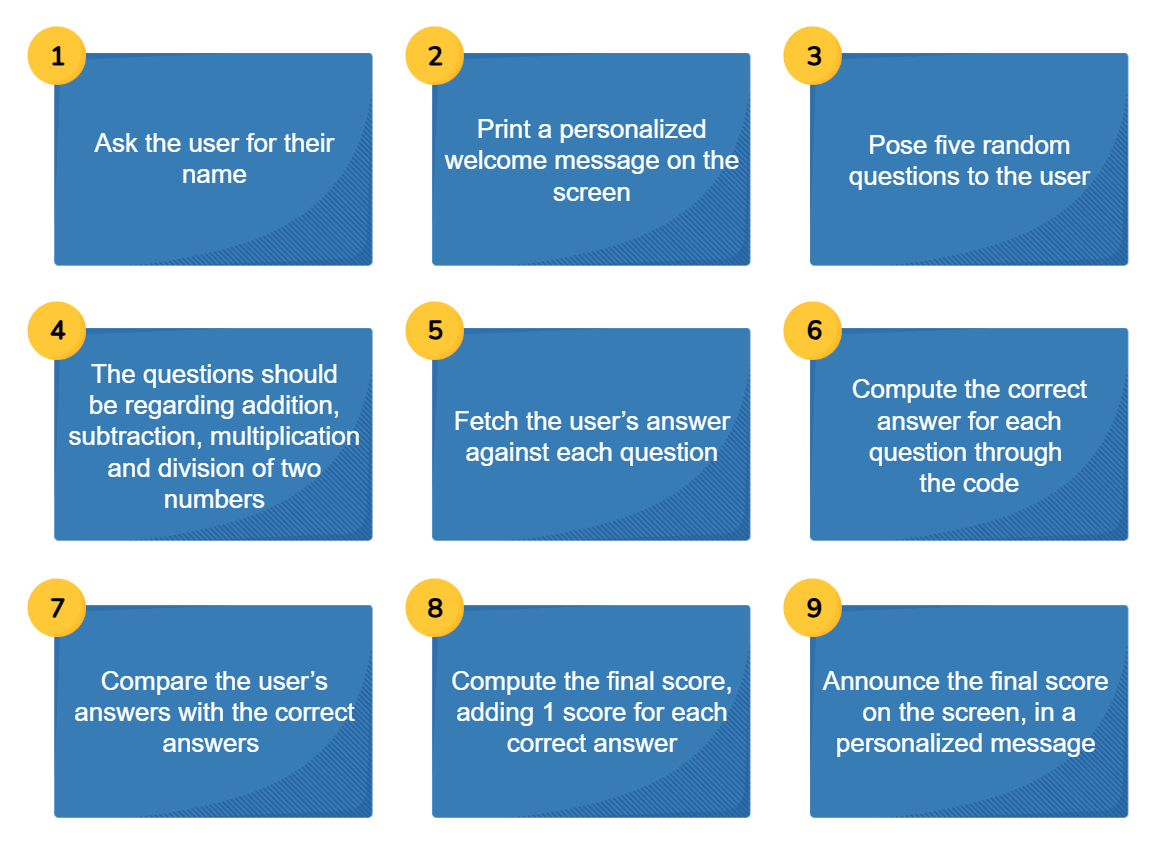 1
Ask the user for their
name
2
Print a personalized
welcome message on the
screen
3
Pose five random
questions to the user
4
The questions should
be regarding addition,
subtraction, multiplication
and division of two
numbers
5
Fetch the user’s answer
against each question
6
Compute the correct
answer for each
question through
the code
7
Compare the user’s
answers with the correct
answers
8
Compute the final score,
adding 1 score for each
correct answer
9
Announce the final score
on the screen, in a
personalized message